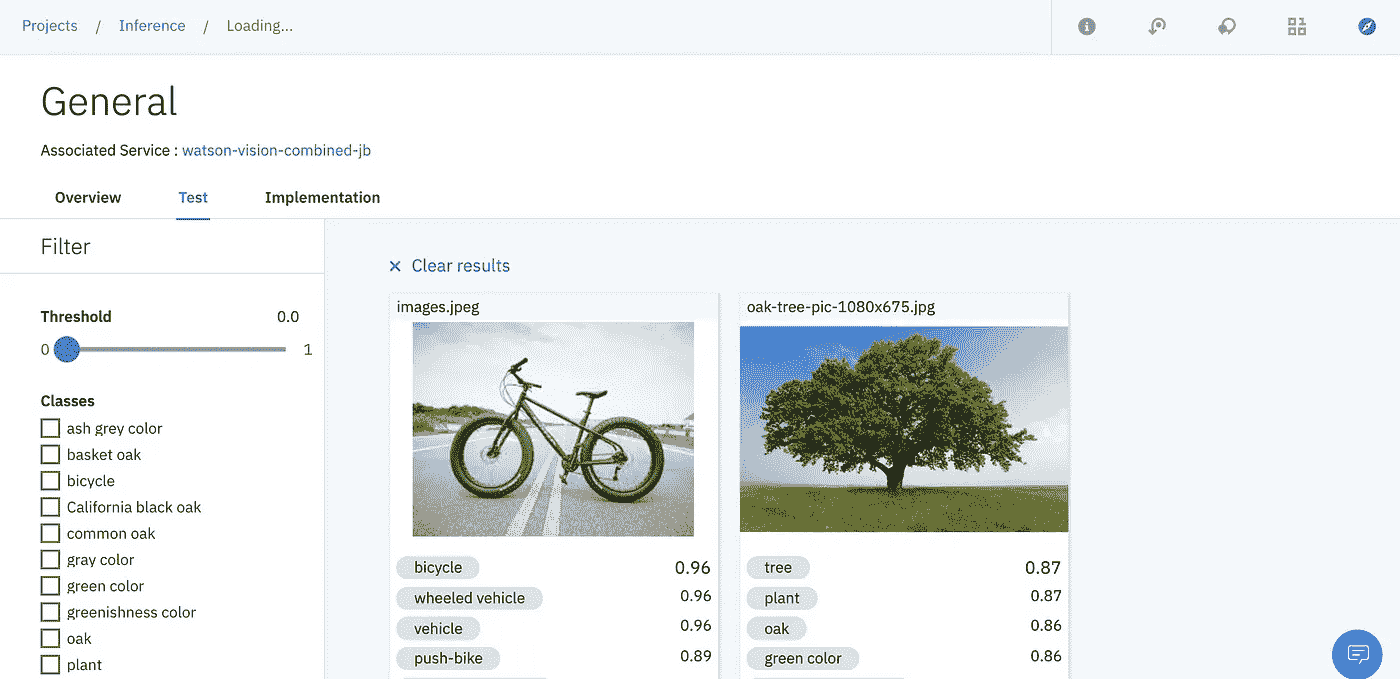 Projects / Inference / Loading...
General
Associated Service : watson-vision-combined-jb
Overview Test Implementation
Filter
Threshold 0.0
0 1
Classes
ash grey color
basket oak
bicycle
California black oak
common oak
gray color
green color
greenishness color
oak
plant
× Clear results
images.jpeg
bicycle 0.96
wheeled vehicle 0.96
vehicle 0.96
push-bike 0.89
oak-tree-pic-1080x675.jpg
tree 0.87
plant 0.87
oak 0.86
green color 0.86